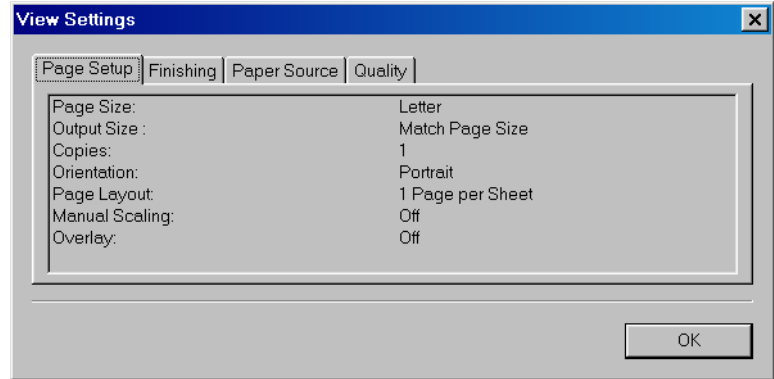 View Settings
Page Setup Finishing Paper Source Quality
Page Size: Letter
Output Size : Match Page Size
Copies: 1
Orientation: Portrait
Page Layout: 1 Page per Sheet
Manual Scaling: Off
Overlay: Off
OK